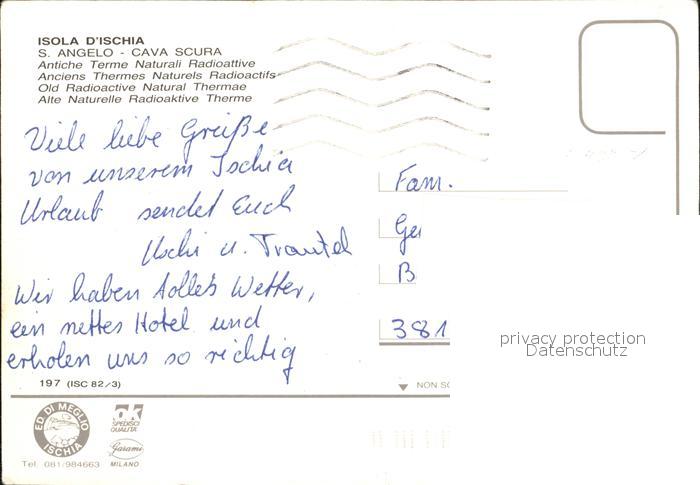 ISOLA D'ISCHIA
S. ANGELO - CAVA SCURA
Antiche Terme Naturali Radioattive
Anciens Thermes Naturels Radioactifs
Old Radioactive Natural Thermae
Alte Naturelle Radioaktive Therme
Viele liebe Grüße
von unserem Ischia
Urlaub sendet Euch
Uschi u. Trautel
Wir haben tolles Wetter,
ein nettes Hotel und
erholen uns so richtig
197 (ISC 82/3)
ED. DI MEGLIO
ISCHIA
Tel. 081/984663
ok
SPEDISCI
QUALITA'
Garami
MILANO
Fam.
Ge
B
381
NON SC
privacy protection
Datenschutz